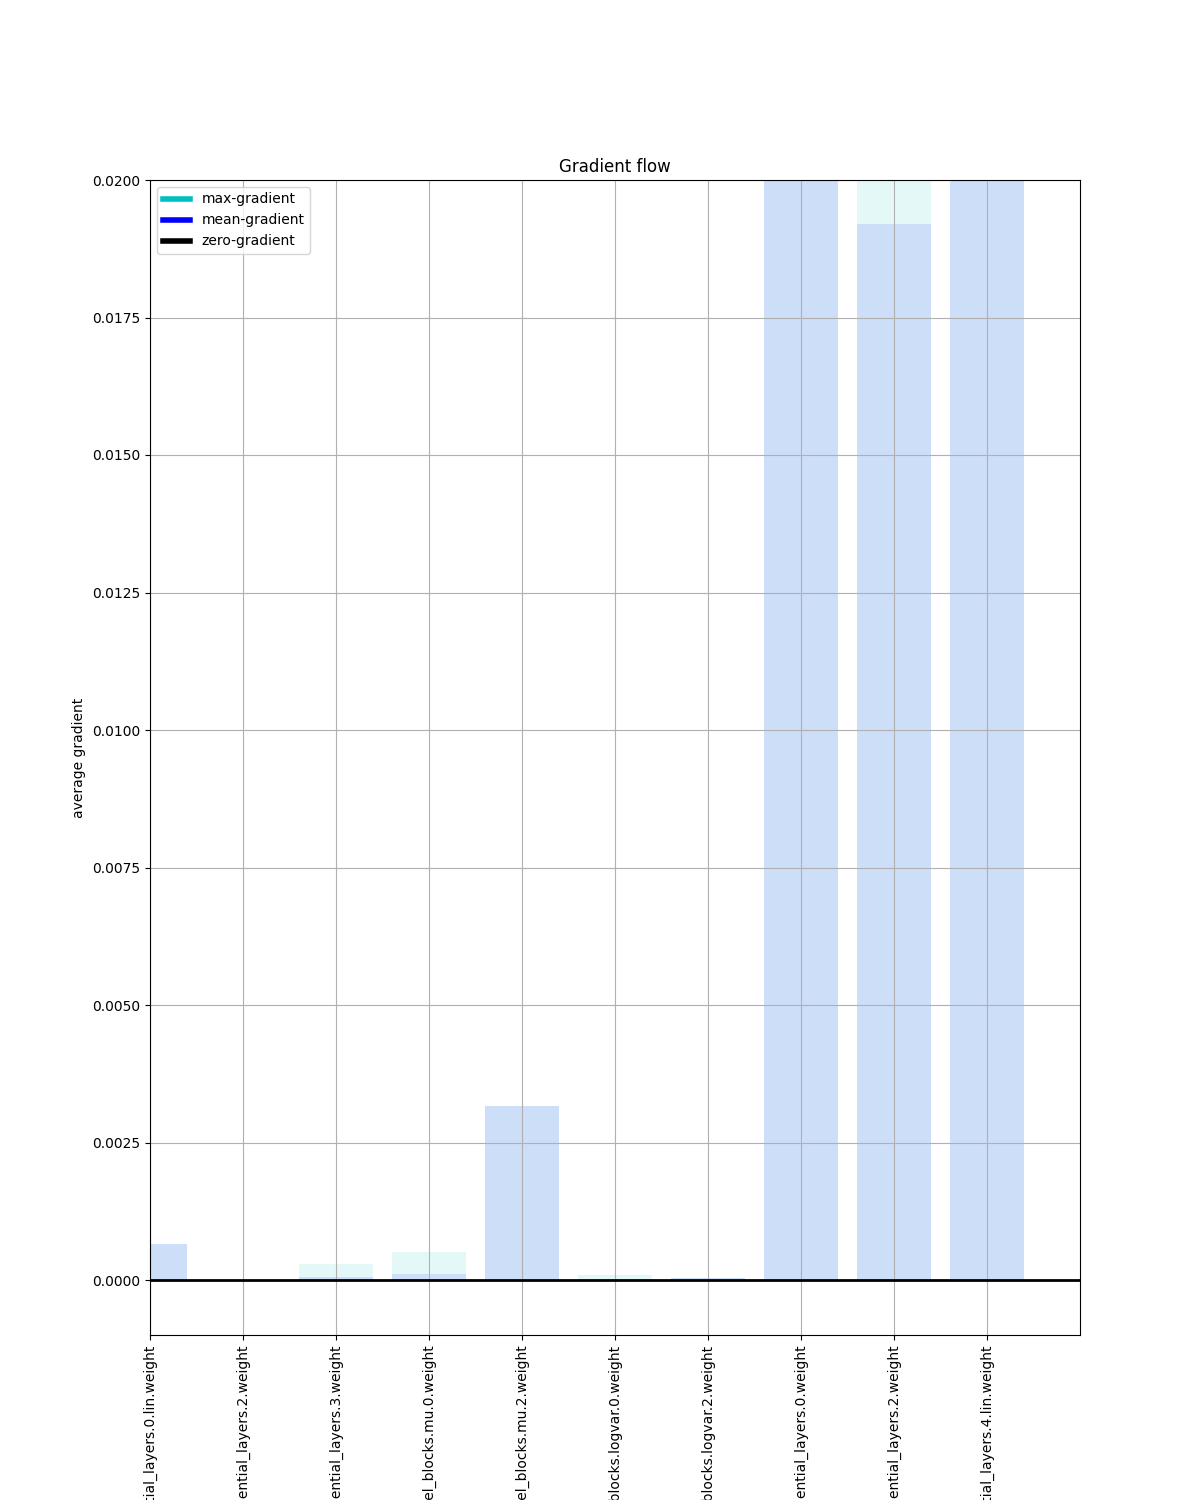 Gradient flow
max-gradient
mean-gradient
zero-gradient
0.0200
0.0175
0.0150
0.0125
0.0100
0.0075
0.0050
0.0025
0.0000
average gradient
tial_layers.0.lin.weight
ential_layers.2.weight
ential_layers.3.weight
el_blocks.mu.0.weight
el_blocks.mu.2.weight
blocks.logvar.0.weight
blocks.logvar.2.weight
ential_layers.0.weight
ential_layers.2.weight
tial_layers.4.lin.weight